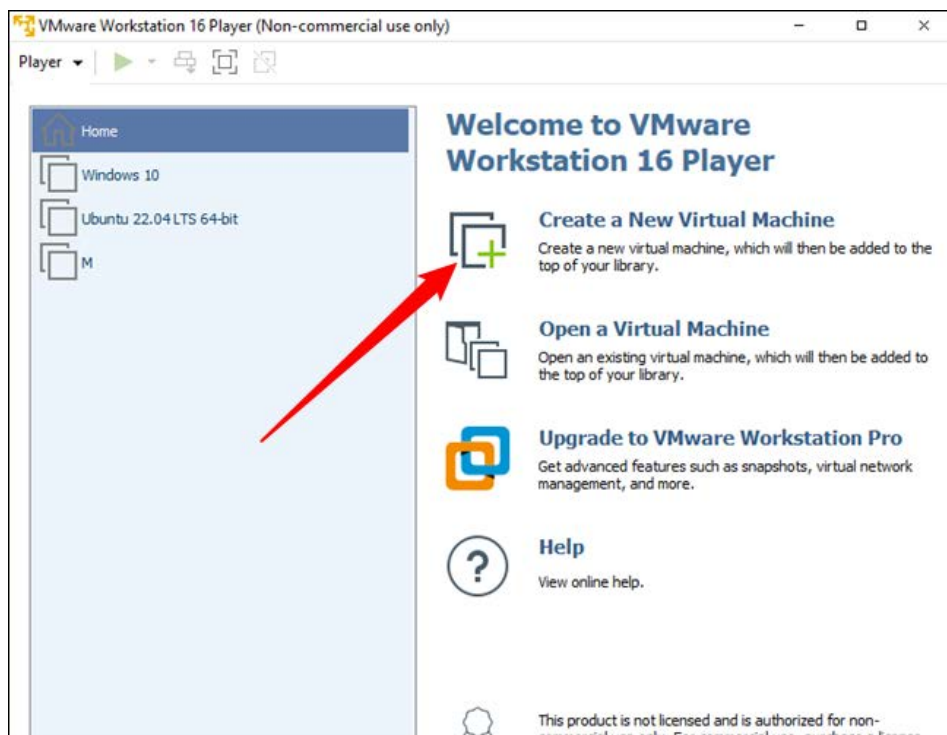 VMware Workstation 16 Player (Non-commercial use only)
Player
Home
Windows 10
Ubuntu 22.04 LTS 64-bit
M
Welcome to VMware
Workstation 16 Player
Create a New Virtual Machine
Create a new virtual machine, which will then be added to the
top of your library.
Open a Virtual Machine
Open an existing virtual machine, which will then be added to
the top of your library.
Upgrade to VMware Workstation Pro
Get advanced features such as snapshots, virtual network
management, and more.
?
Help
View online help.
This product is not licensed and is authorized for non-